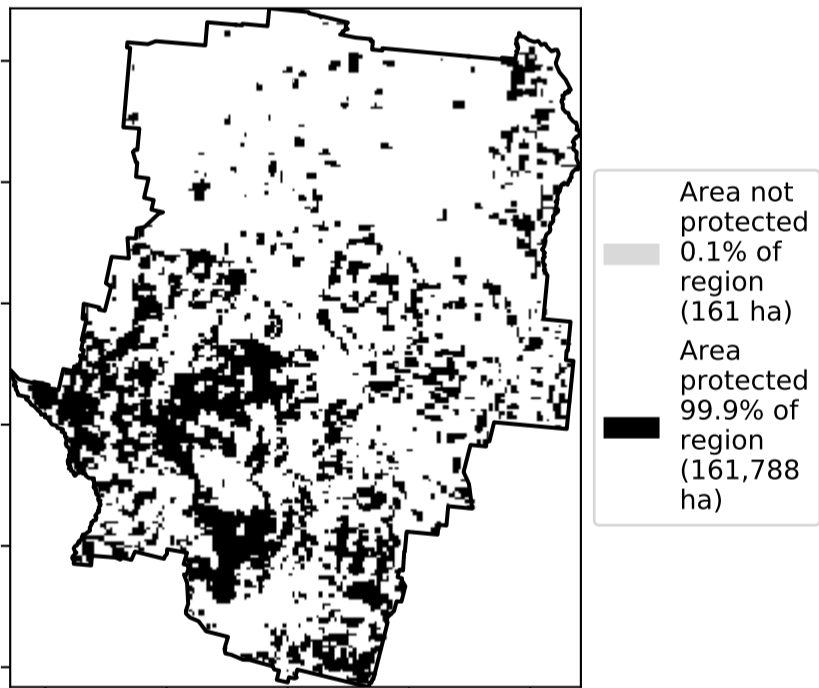 Area not
protected
0.1% of
region
(161 ha)
Area
protected
99.9% of
region
(161,788
ha)